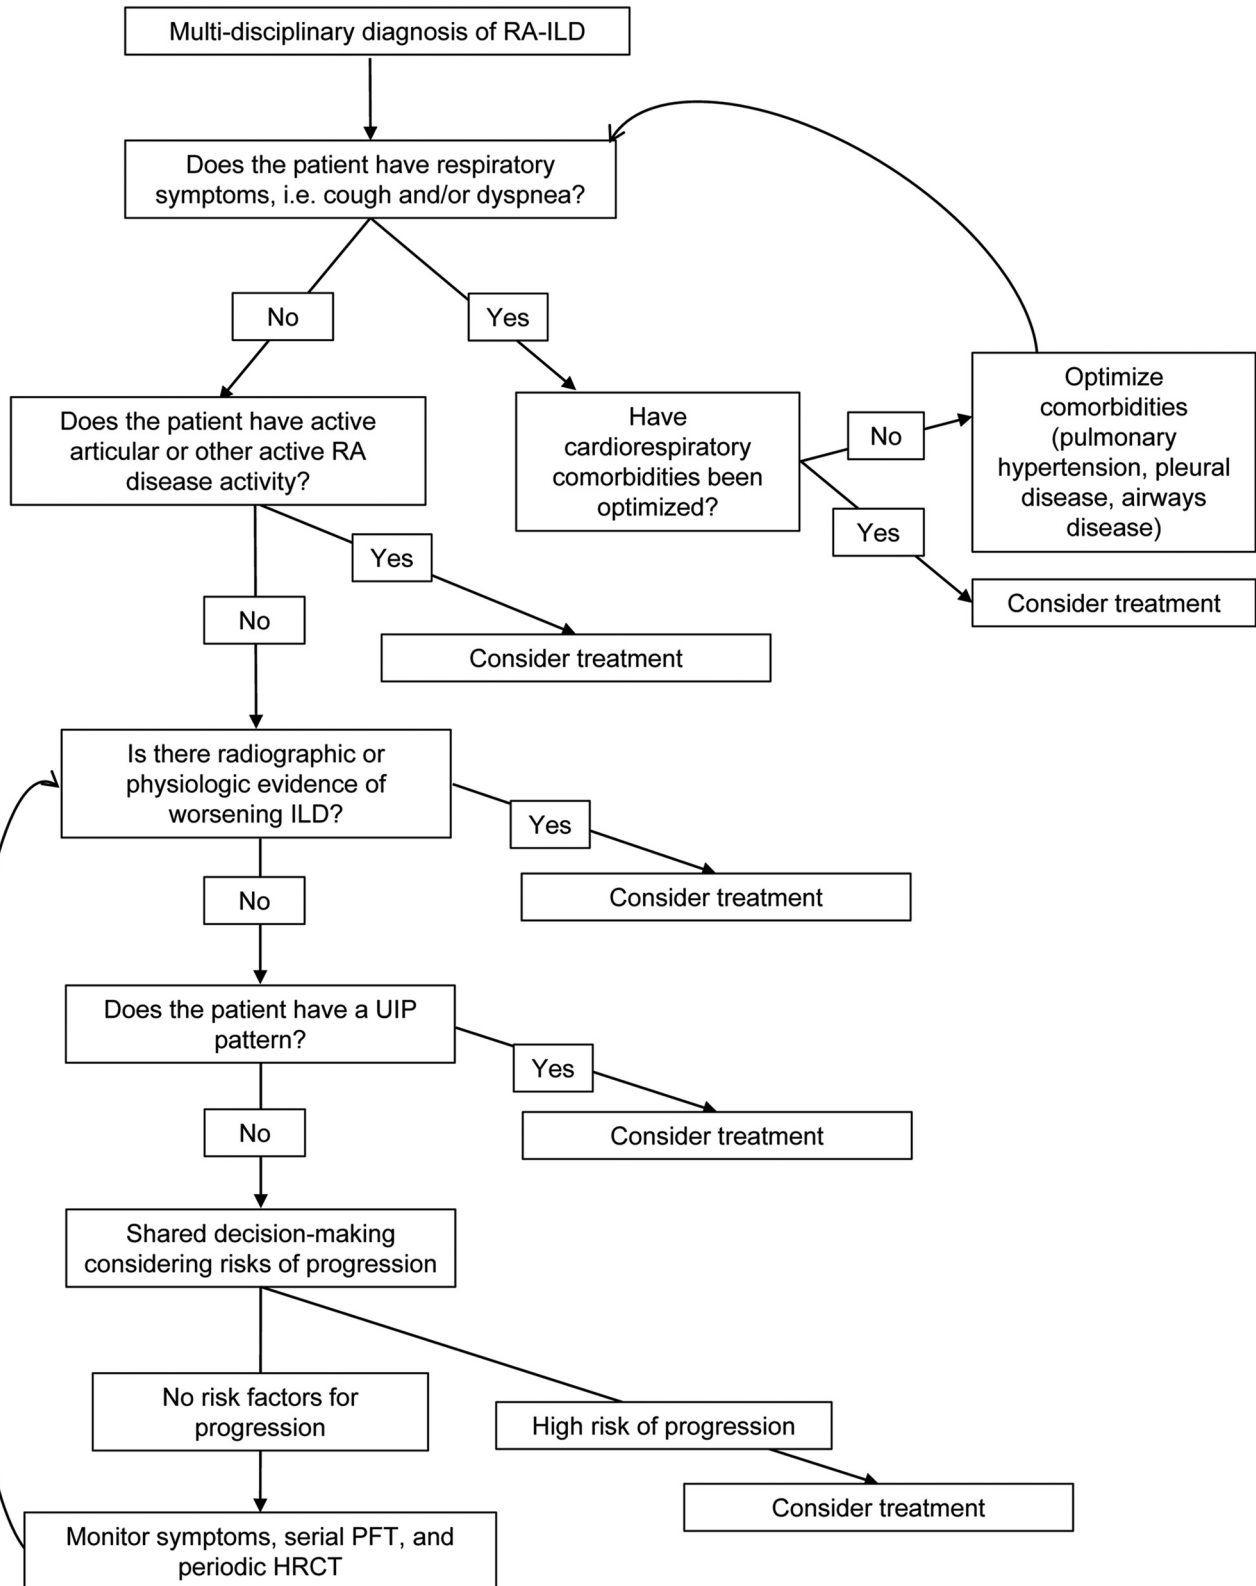 Multi-disciplinary diagnosis of RA-ILD
Does the patient have respiratory
symptoms, i.e. cough and/or dyspnea?
No
Yes
Does the patient have active
articular or other active RA
disease activity?
Have
cardiorespiratory
comorbidities been
optimized?
No
Yes
Optimize
comorbidities
(pulmonary
hypertension, pleural
disease, airways
disease)
Consider treatment
Yes
No
Consider treatment
Is there radiographic or
physiologic evidence of
worsening ILD?
Yes
No
Consider treatment
Does the patient have a UIP
pattern?
Yes
No
Consider treatment
Shared decision-making
considering risks of progression
No risk factors for
progression
High risk of progression
Consider treatment
Monitor symptoms, serial PFT, and
periodic HRCT